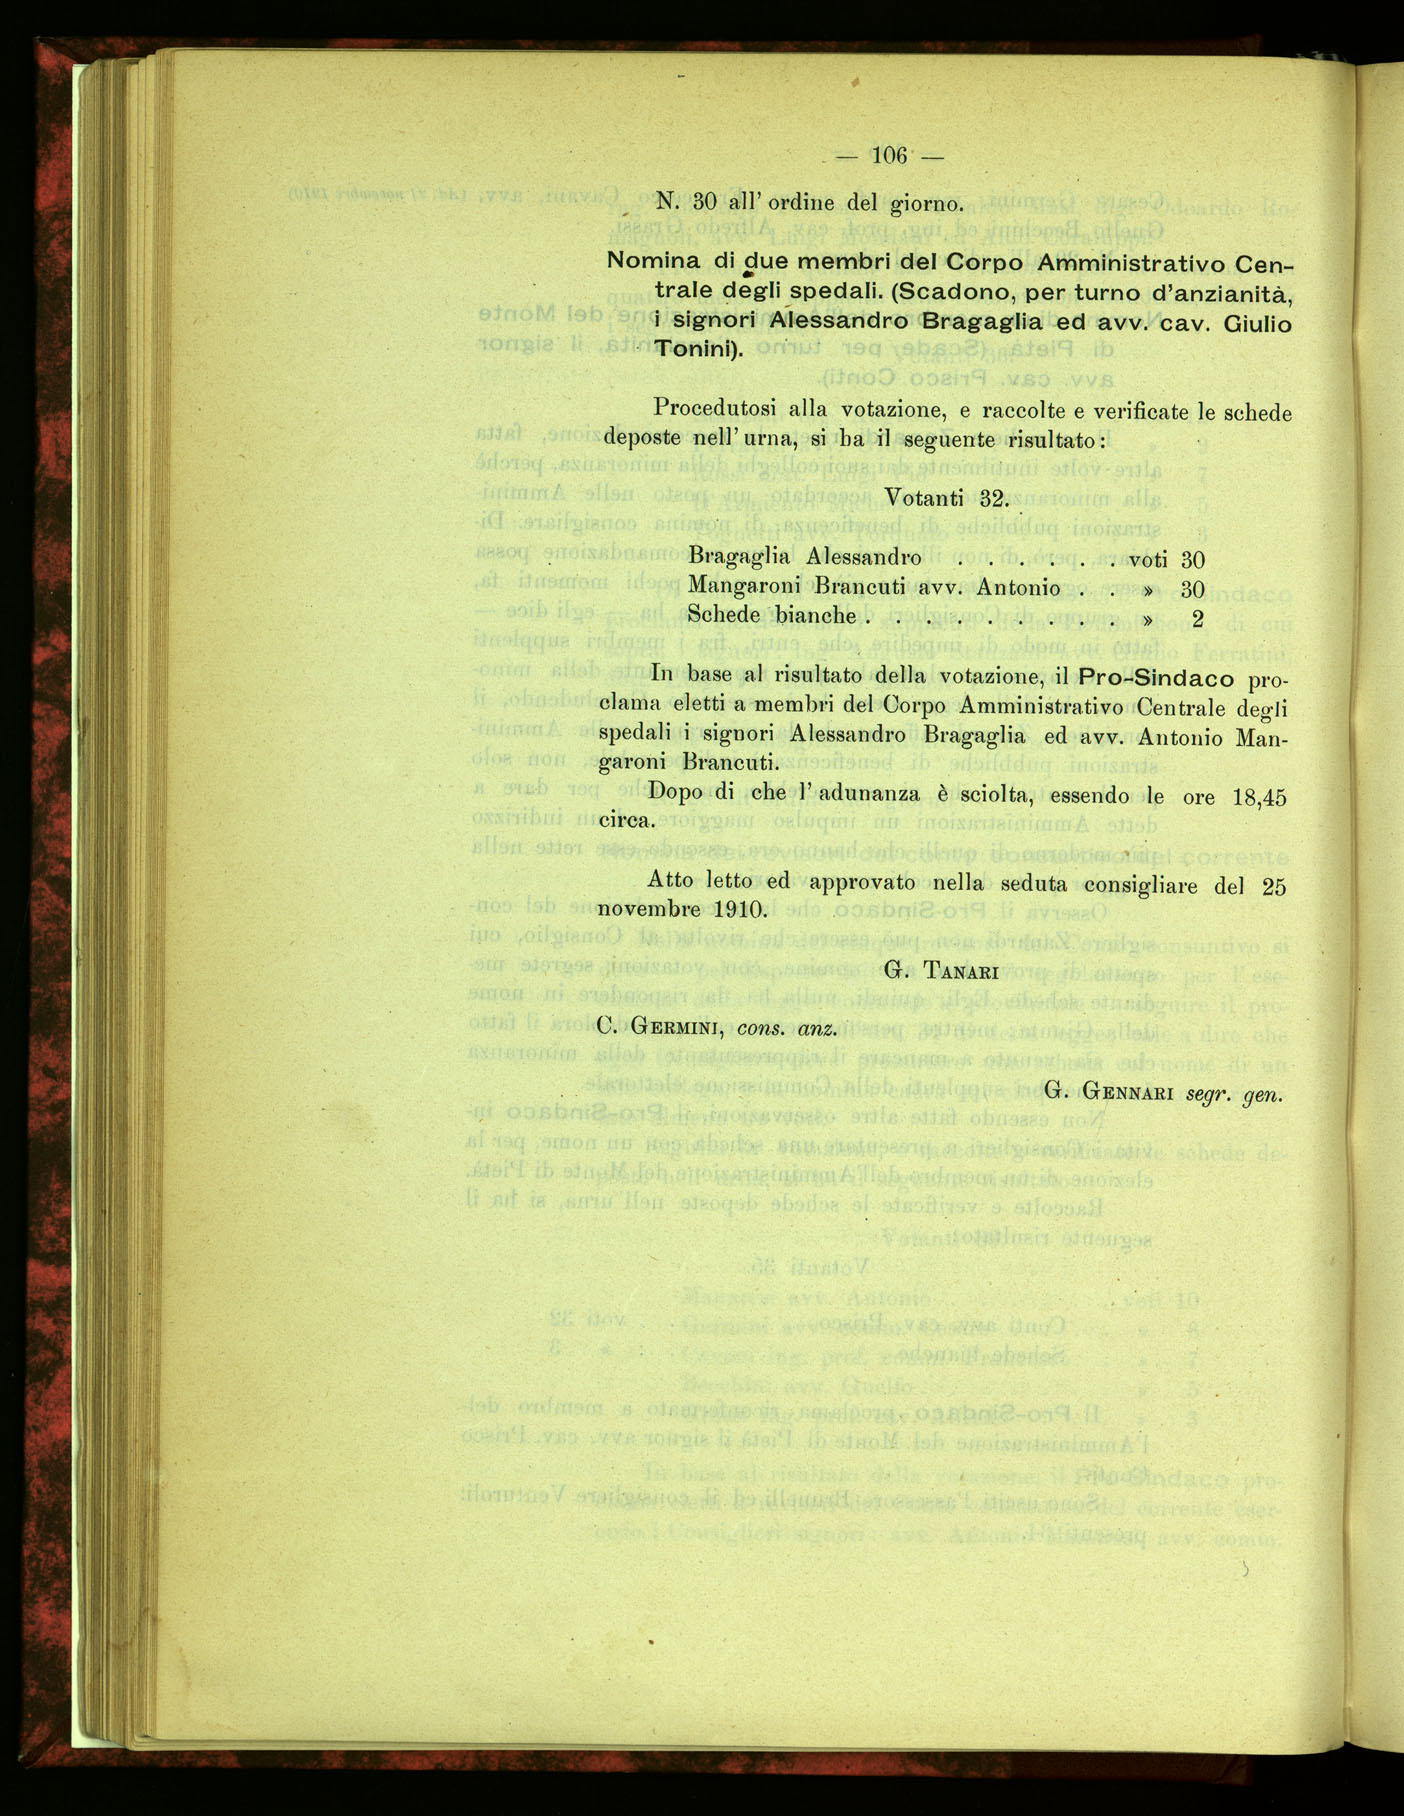 — 106 —
N. 30 all' ordine del giorno.
Nomina di due membri del Corpo Amministrativo Cen-
trale degli spedali. (Scadono, per turno d'anzianità,
i signori Alessandro Bragaglia ed avv. cav. Giulio
Tonini).
Procedutosi alla votazione, e raccolte e verificate le schede
deposte nell' urna, si ha il seguente risultato:
Votanti 32.
Bragaglia Alessandro . . . . . . voti 30
Mangaroni Brancuti avv. Antonio . . » 30
Schede bianche . . . . . . . . . » 2
In base al risultato della votazione, il Pro-Sindaco pro-
clama eletti a membri del Corpo Amministrativo Centrale degli
spedali i signori Alessandro Bragaglia ed avv. Antonio Man-
garoni Brancuti.
Dopo di che l' adunanza è sciolta, essendo le ore 18,45
circa.
Atto letto ed approvato nella seduta consigliare del 25
novembre 1910.
G. TANARI
C. GERMINI, cons. anz.
G. GENNARI segr. gen.